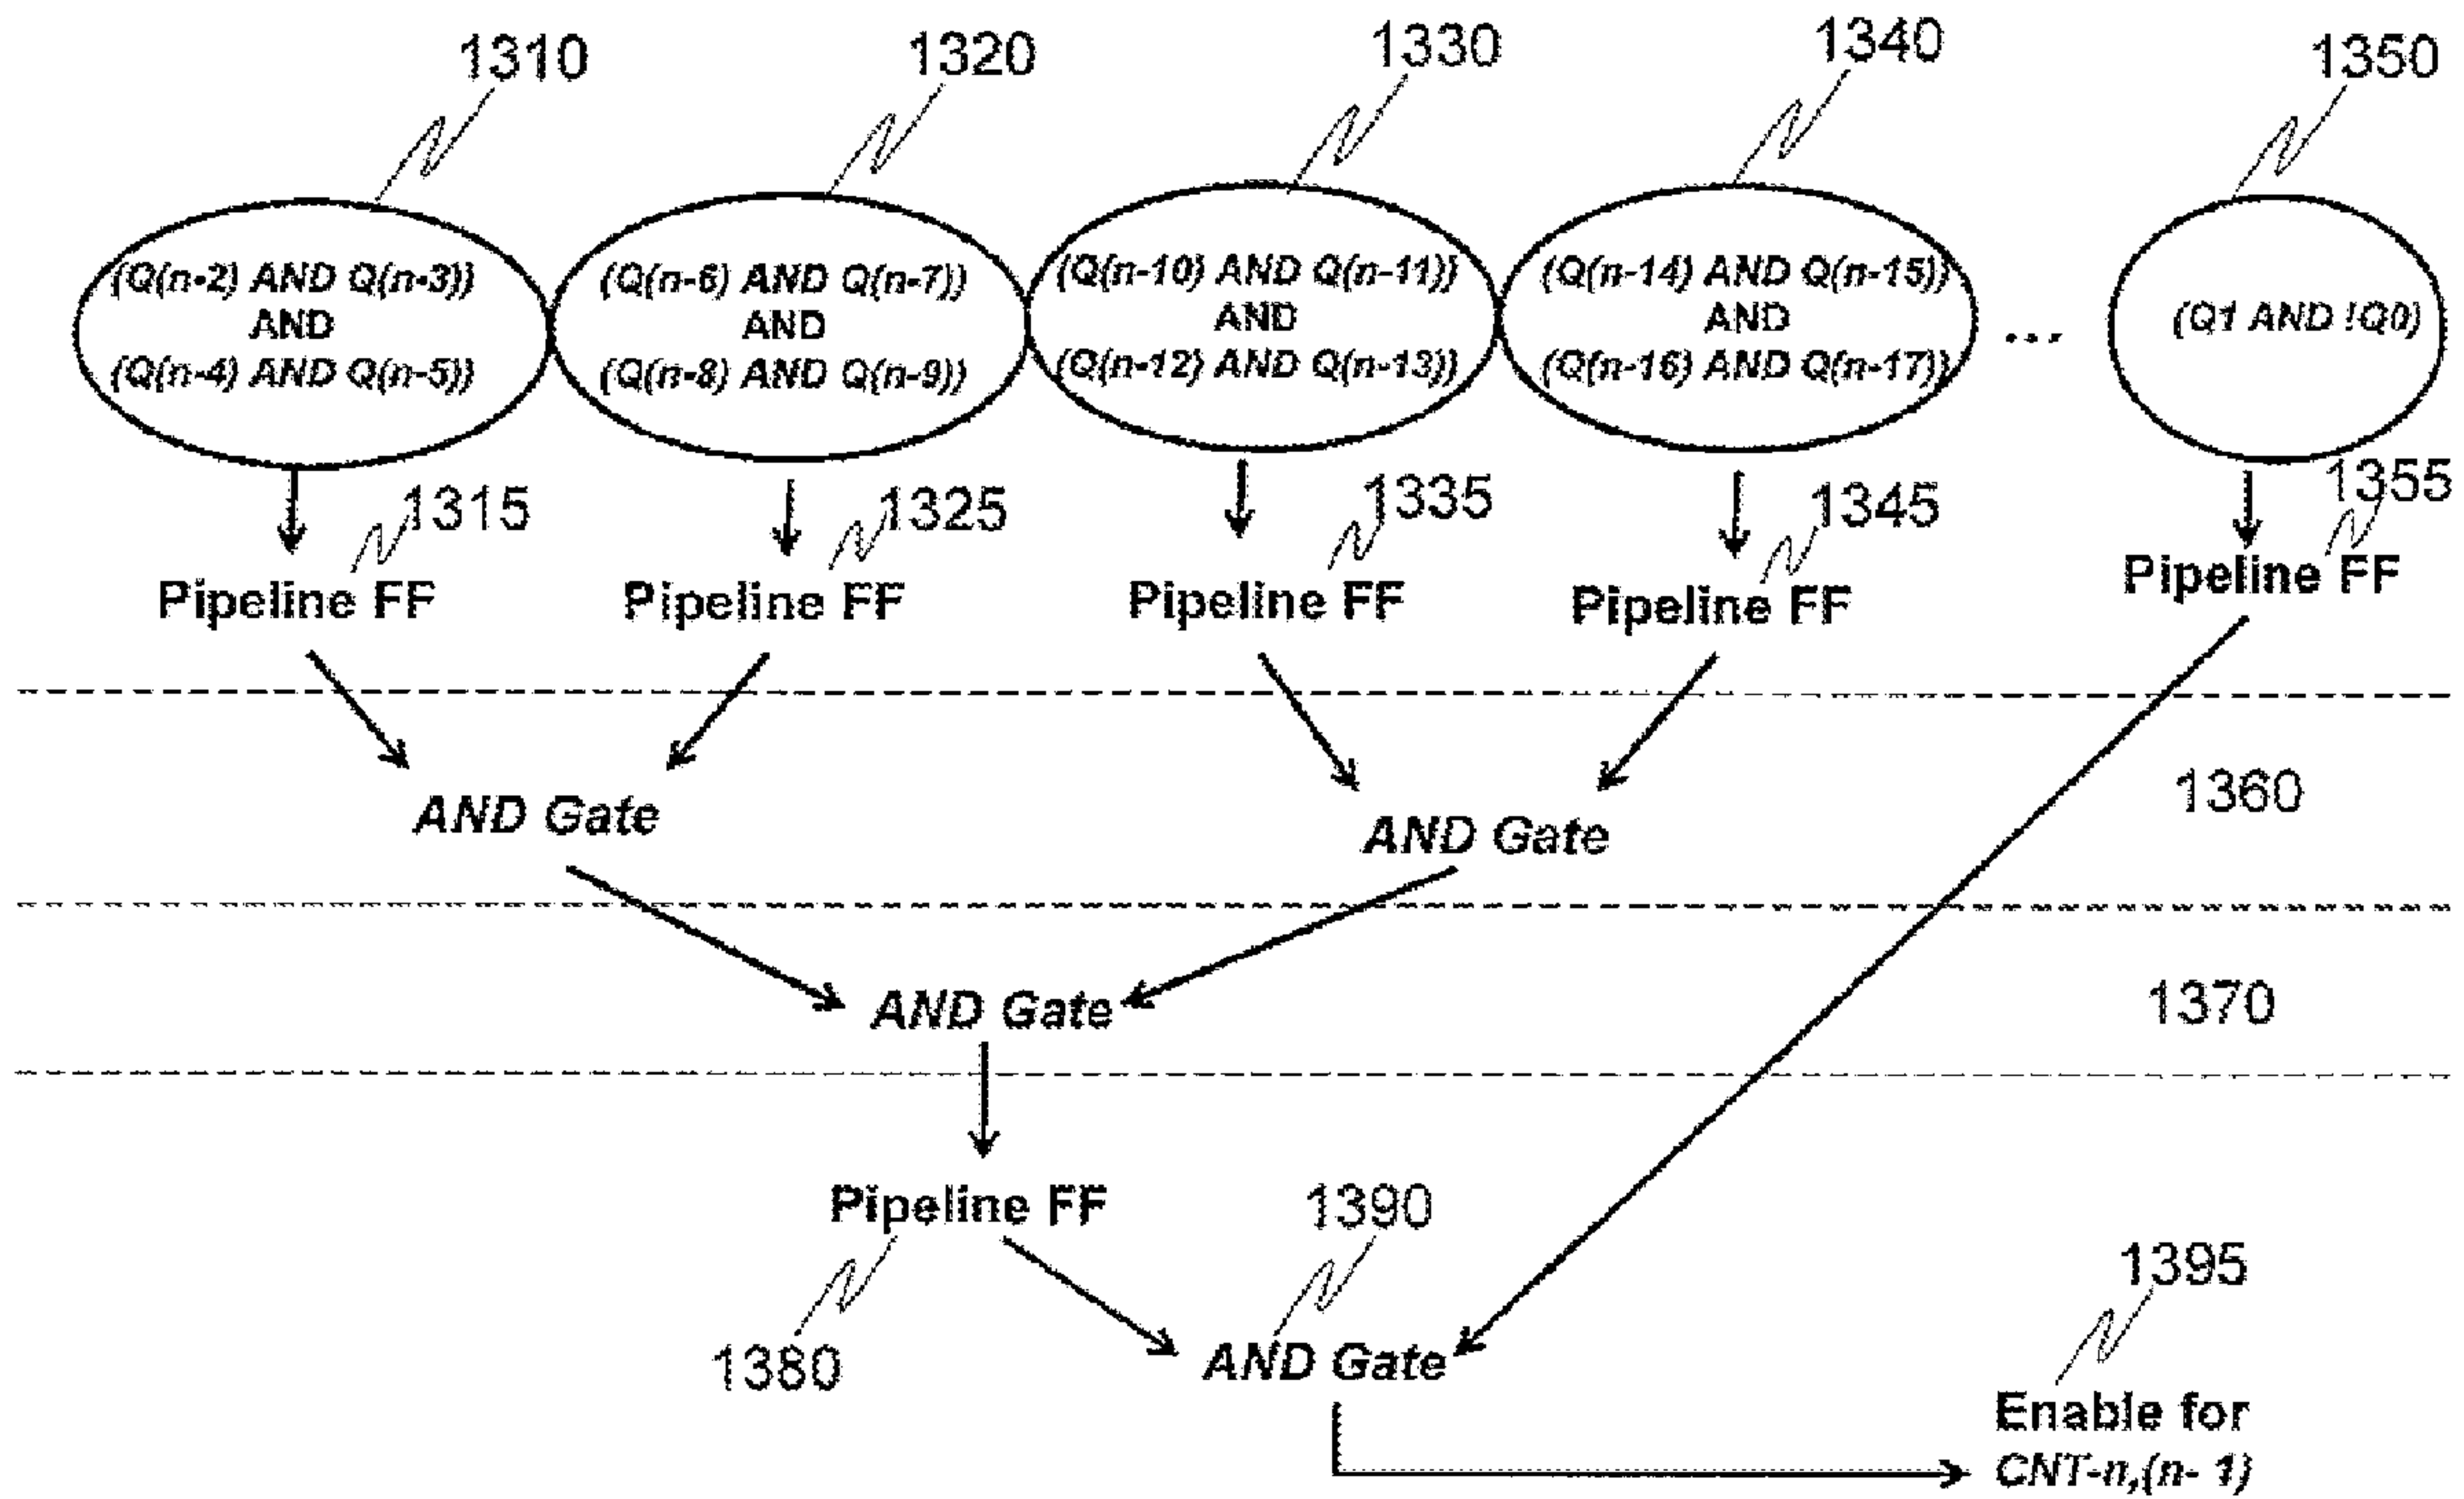 1310
1320
1330
1340
1350
(Q(n-2) AND Q(n-3))
AND
(Q(n-4) AND Q(n-5))
(Q(n-6) AND Q(n-7))
AND
(Q(n-8) AND Q(n-9))
(Q(n-10) AND Q(n-11))
AND
(Q(n-12) AND Q(n-13))
(Q(n-14) AND Q(n-15))
AND
(Q(n-16) AND Q(n-17))
...
(Q1 AND !Q0)
1315
1325
1335
1345
1355
Pipeline FF
Pipeline FF
Pipeline FF
Pipeline FF
Pipeline FF
AND Gate
AND Gate
1360
AND Gate
1370
Pipeline FF
1390
1380
AND Gate
1395
Enable for
CNT-n,(n- 1)